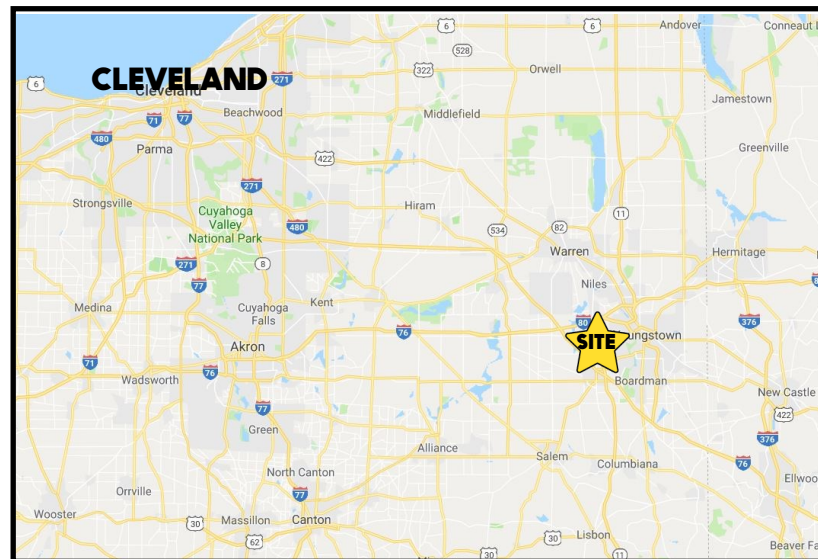 6
6
Andover
Conneaut L
528
322
Orwell
CLEVELAND
Cleveland
271
6
Jamestown
Beachwood
Middlefield
71
77
480
Parma
422
Greenville
271
Strongsville
Hiram
Cuyahoga
Valley
National Park
480
11
534
82
Warren
Hermitage
271
8
77
Niles
Medina
Cuyahoga
Falls
Kent
80
376
76
SITE
ungstown
Akron
71
76
Wadsworth
Boardman
New Castle
77
422
Green
376
Alliance
Salem
Columbiana
76
North Canton
Ellwoo
77
Orrville
Wooster
30
Massillon
Canton
62
30
Lisbon
30
11
Beaver Fa